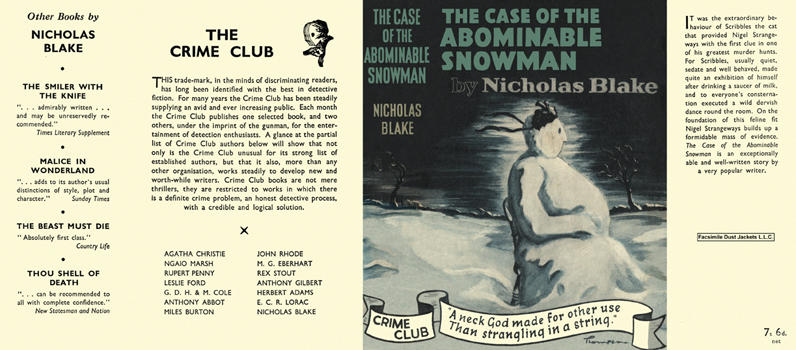 Other Books by
NICHOLAS
BLAKE
•
THE SMILER WITH
THE KNIFE
". . . admirably written . . .
and may be unreservedly re-
commended."
Times Literary Supplement
•
MALICE IN
WONDERLAND
". . . adds to its author's usual
distinctions of style, plot and
character." Sunday Times
•
THE BEAST MUST DIE
"Absolutely first class."
Country Life
•
THOU SHELL OF
DEATH
". . . can be recommended to
all with complete confidence."
New Statesman and Nation
THE
CRIME CLUB
THIS trade-mark, in the minds of discriminating readers,
has long been identified with the best in detective
fiction. For many years the Crime Club has been steadily
supplying an avid and ever increasing public. Each month
the Crime Club publishes one selected book, and two
others, under the imprint of the gunman, for the enter-
tainment of detection enthusiasts. A glance at the partial
list of Crime Club authors below will show that not
only is the Crime Club unusual for its strong list of
established authors, but that it also, more than any
other organisation, works steadily to develop new and
worth-while writers. Crime Club books are not mere
thrillers, they are restricted to works in which there
is a definite crime problem, an honest detective process,
with a credible and logical solution.
AGATHA CHRISTIE
NGAIO MARSH
RUPERT PENNY
LESLIE FORD
G. D. H. & M. COLE
ANTHONY ABBOT
MILES BURTON
JOHN RHODE
M. G. EBERHART
REX STOUT
ANTHONY GILBERT
HERBERT ADAMS
E. C. R. LORAC
NICHOLAS BLAKE
THE CASE
OF THE
ABOMINABLE
SNOWMAN
NICHOLAS
BLAKE
CRIME
CLUB
THE CASE OF THE
ABOMINABLE
SNOWMAN
by Nicholas Blake
"A neck God made for other use
Than strangling in a string."
Thompson
IT was the extraordinary be-
haviour of Scribbles the cat
that provided Nigel Strange-
ways with the first clue in one
of his greatest murder hunts.
For Scribbles, usually quiet,
sedate and well behaved, made
quite an exhibition of himself
after drinking a saucer of milk,
and to everyone's consterna-
tion executed a wild dervish
dance round the room. On the
foundation of this feline fit
Nigel Strangeways builds up a
formidable mass of evidence.
The Case of the Abominable
Snowman is an exceptionally
able and well-written story by
a very popular writer.
Facsimile Dust Jackets L.L.C.
7s 6d.
net